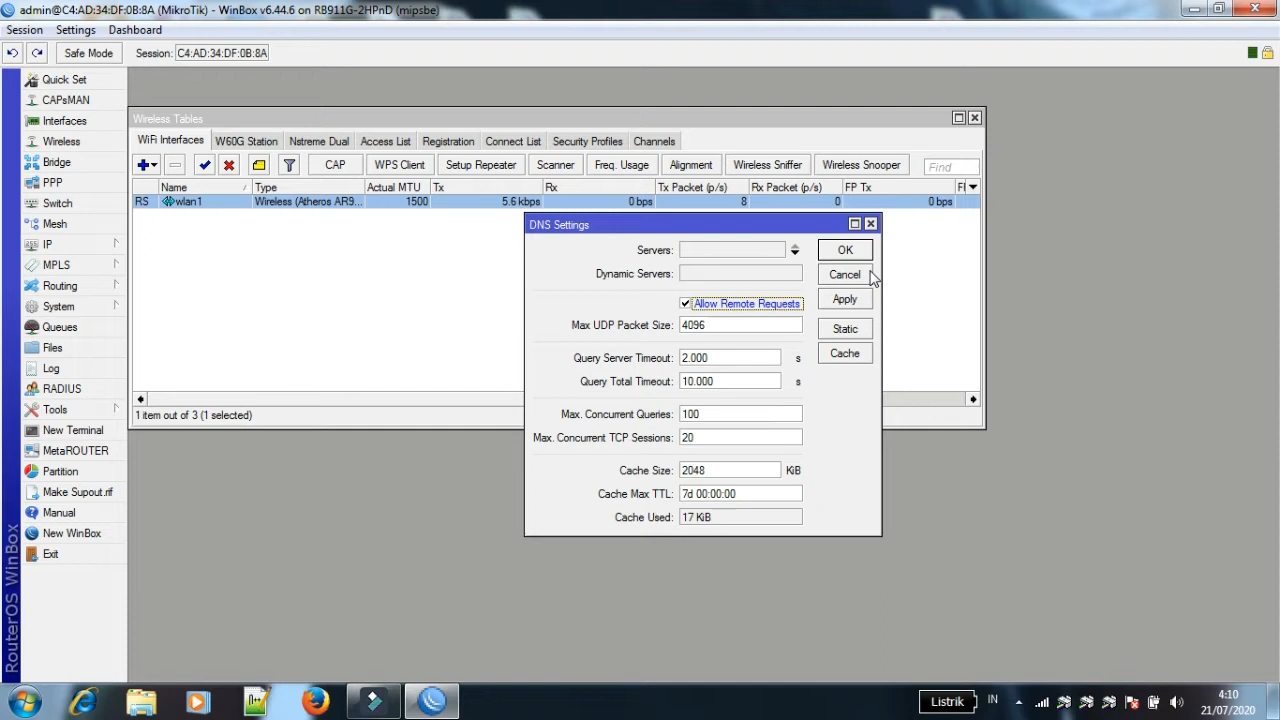 admin@C4:AD:34:DF:0B:8A (MikroTik) - WinBox v6.44.6 on RB911G-2HPnD (mipsbe)
Session Settings Dashboard
Safe Mode Session: C4:AD:34:DF:0B:8A
Quick Set
CAPsMAN
Interfaces
Wireless
Bridge
PPP
Switch
Mesh
IP
MPLS
Routing
System
Queues
Files
Log
RADIUS
Tools
New Terminal
MetaROUTER
Partition
Make Supout.rif
Manual
New WinBox
Exit
RouterOS WinBox
Wireless Tables
WiFi Interfaces W60G Station Nstreme Dual Access List Registration Connect List Security Profiles Channels
CAP WPS Client Setup Repeater Scanner Freq. Usage Alignment Wireless Sniffer Wireless Snooper Find
Name Type Actual MTU Tx Rx Tx Packet (p/s) Rx Packet (p/s) FP Tx
RS wlan1 Wireless (Atheros AR9... 1500 5.6 kbps 0 bps 8 0 0 bps
1 item out of 3 (1 selected)
DNS Settings
Servers:
Dynamic Servers:
Allow Remote Requests
Max UDP Packet Size: 4096
Query Server Timeout: 2.000 s
Query Total Timeout: 10.000 s
Max. Concurrent Queries: 100
Max. Concurrent TCP Sessions: 20
Cache Size: 2048 KiB
Cache Max TTL: 7d 00:00:00
Cache Used: 17 KiB
OK
Cancel
Apply
Static
Cache
Listrik IN
4:10
21/07/2020